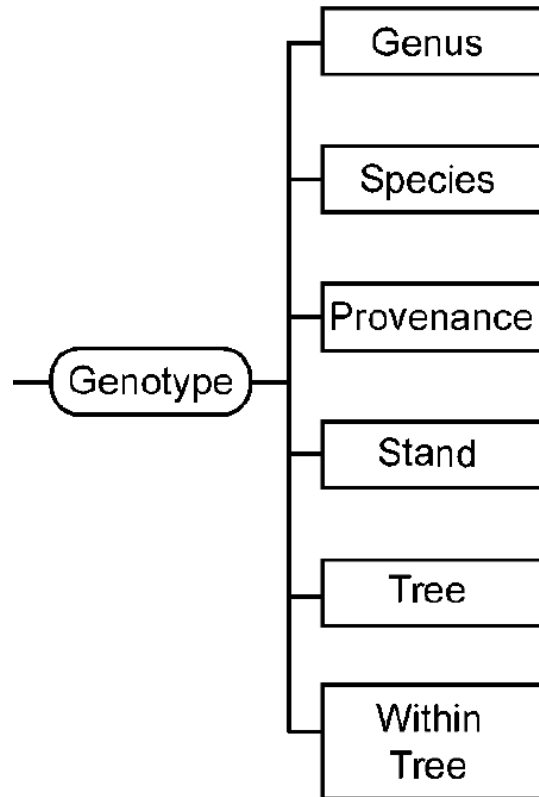 Genus
Species
Provenance
Genotype
Stand
Tree
Within
Tree